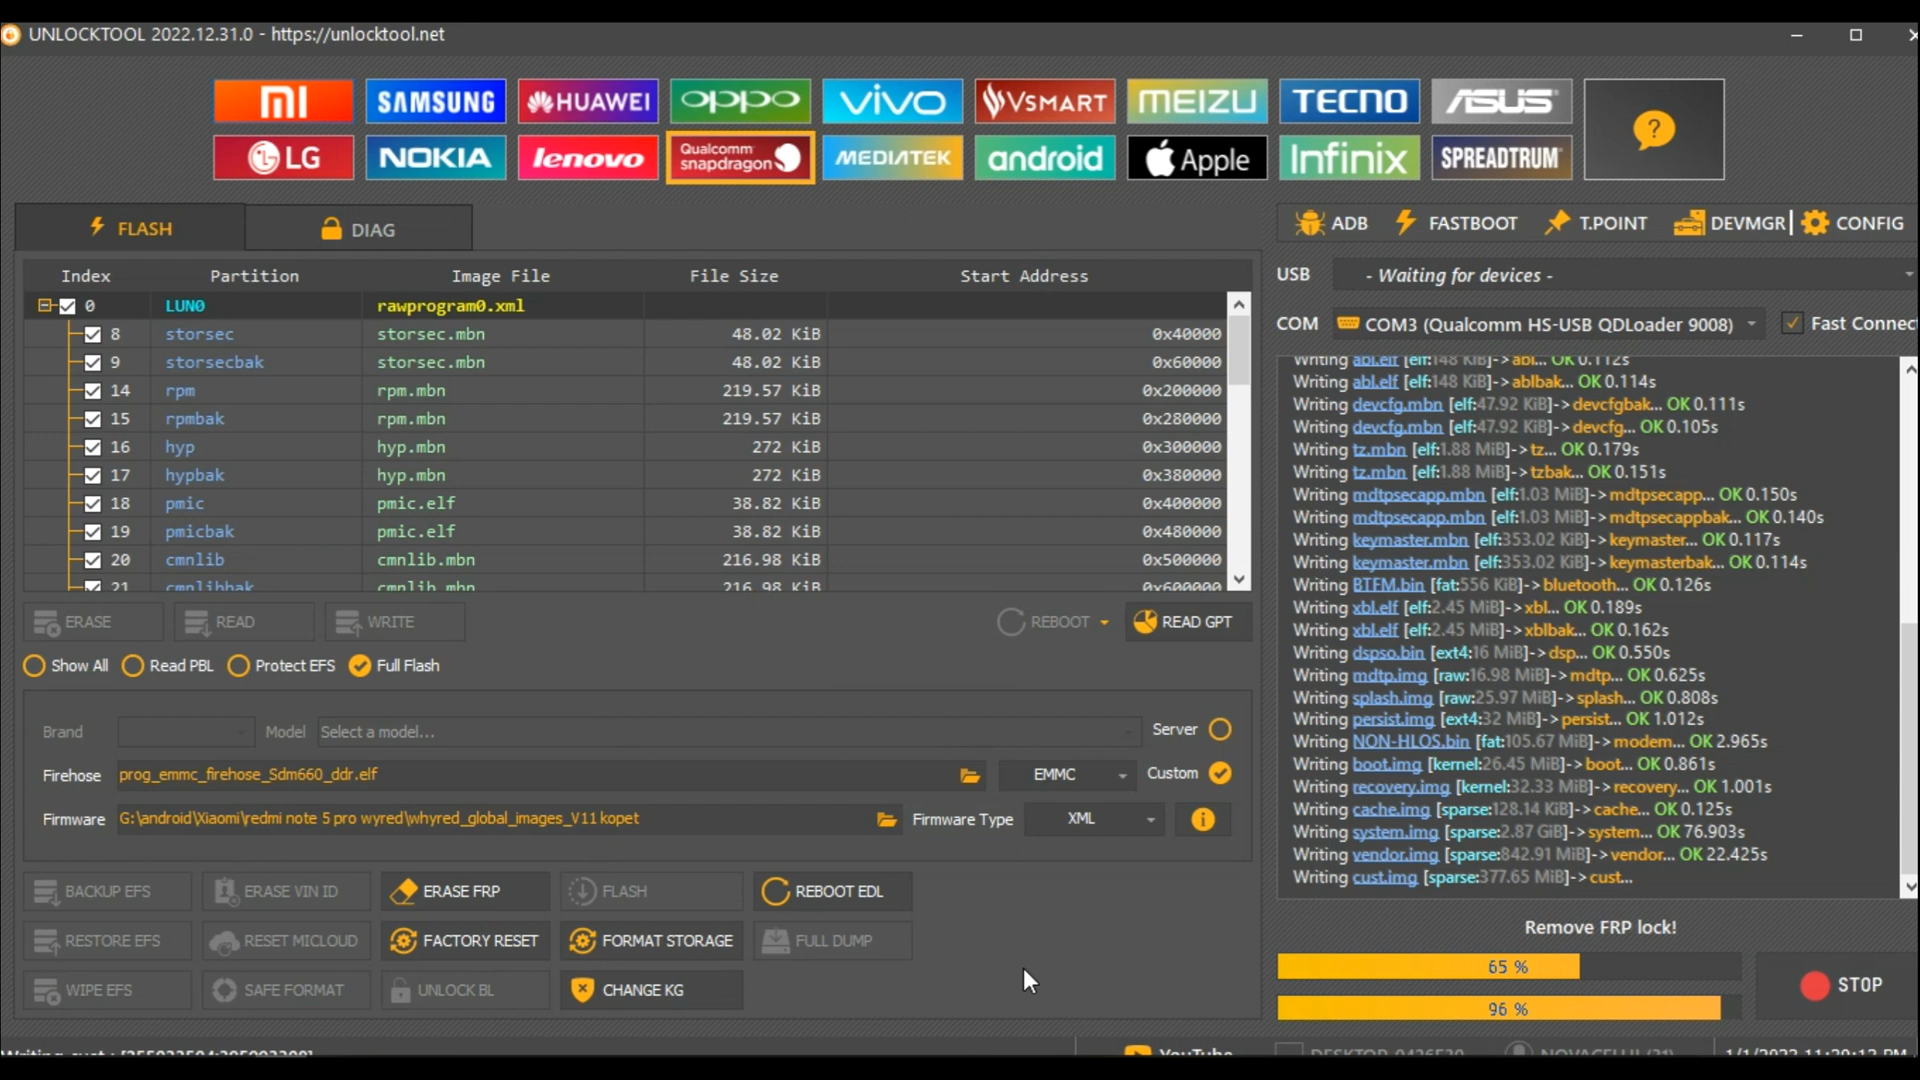 UNLOCKTOOL 2022.12.31.0 - https://unlocktool.net
MI SAMSUNG HUAWEI oppo vivo VSMART MEIZU TECNO ASUS ?
LG NOKIA lenovo Qualcomm snapdragon MEDIATEK android Apple Infinix SPREADTRUM
FLASH DIAG
ADB FASTBOOT T.POINT DEVMGR CONFIG
Index Partition Image File File Size Start Address
0 LUN0 rawprogram0.xml
8 storsec storsec.mbn 48.02 KiB 0x40000
9 storsecbak storsec.mbn 48.02 KiB 0x60000
14 rpm rpm.mbn 219.57 KiB 0x200000
15 rpmbak rpm.mbn 219.57 KiB 0x280000
16 hyp hyp.mbn 272 KiB 0x300000
17 hypbak hyp.mbn 272 KiB 0x380000
18 pmic pmic.elf 38.82 KiB 0x400000
19 pmicbak pmic.elf 38.82 KiB 0x480000
20 cmnlib cmnlib.mbn 216.98 KiB 0x500000
21 cmnlibbak cmnlib.mbn 216.98 KiB 0x600000
ERASE READ WRITE REBOOT READ GPT
Show All Read PBL Protect EFS Full Flash
Brand Model Select a model... Server
Firehose prog_emmc_firehose_Sdm660_ddr.elf EMMC Custom
Firmware G:\android\Xiaomi\redmi note 5 pro wyred\whyred_global_images_V11 kopet Firmware Type XML
BACKUP EFS ERASE VIN ID ERASE FRP FLASH REBOOT EDL
RESTORE EFS RESET MICLOUD FACTORY RESET FORMAT STORAGE FULL DUMP
WIPE EFS SAFE FORMAT UNLOCK BL CHANGE KG
USB - Waiting for devices -
COM COM3 (Qualcomm HS-USB QDLoader 9008) Fast Connec
Writing abl.elf [elf:148 KiB]->abl... OK 0.112s
Writing abl.elf [elf:148 KiB]->ablbak... OK 0.114s
Writing devcfg.mbn [elf:47.92 KiB]->devcfgbak... OK 0.111s
Writing devcfg.mbn [elf:47.92 KiB]->devcfg... OK 0.105s
Writing tz.mbn [elf:1.88 MiB]->tz... OK 0.179s
Writing tz.mbn [elf:1.88 MiB]->tzbak... OK 0.151s
Writing mdtpsecapp.mbn [elf:1.03 MiB]->mdtpsecapp... OK 0.150s
Writing mdtpsecapp.mbn [elf:1.03 MiB]->mdtpsecappbak... OK 0.140s
Writing keymaster.mbn [elf:353.02 KiB]->keymaster... OK 0.117s
Writing keymaster.mbn [elf:353.02 KiB]->keymasterbak... OK 0.114s
Writing BTFM.bin [fat:556 KiB]->bluetooth... OK 0.126s
Writing xbl.elf [elf:2.45 MiB]->xbl... OK 0.189s
Writing xbl.elf [elf:2.45 MiB]->xblbak... OK 0.162s
Writing dspso.bin [ext4:16 MiB]->dsp... OK 0.550s
Writing mdtp.img [raw:16.98 MiB]->mdtp... OK 0.625s
Writing splash.img [raw:25.97 MiB]->splash... OK 0.808s
Writing persist.img [ext4:32 MiB]->persist... OK 1.012s
Writing NON-HLOS.bin [fat:105.67 MiB]->modem... OK 2.965s
Writing boot.img [kernel:26.45 MiB]->boot... OK 0.861s
Writing recovery.img [kernel:32.33 MiB]->recovery... OK 1.001s
Writing cache.img [sparse:128.14 KiB]->cache... OK 0.125s
Writing system.img [sparse:2.87 GiB]->system... OK 76.903s
Writing vendor.img [sparse:842.91 MiB]->vendor... OK 22.425s
Writing cust.img [sparse:377.65 MiB]->cust...
Remove FRP lock!
65 %
96 %
STOP
YouTube